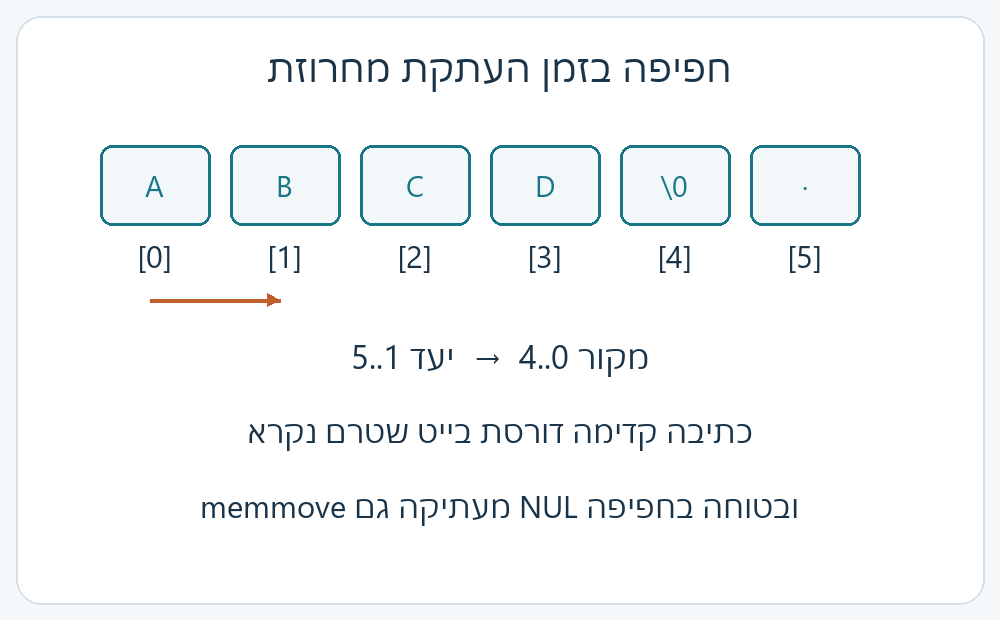 חפיפה בזמן העתקת מחרוזת
A B C D \0 ·
[0] [1] [2] [3] [4] [5]
מקור 0..4 → יעד 1..5
כתיבה קדימה דורסת בייט שטרם נקרא
memmove מעתיקה גם NUL ובטוחה בחפיפה